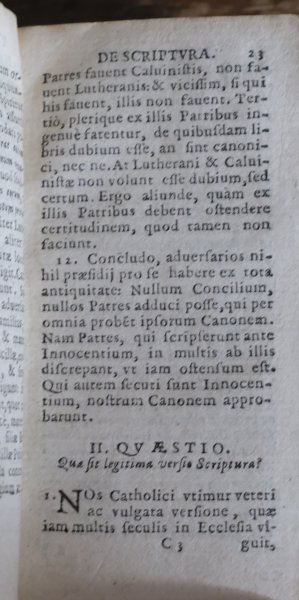 DE SCRIPTVRA. 23
Patres fauent Caluinistis, non fa-
uent Lutheranis: & vicissim, si qui
his fauent, illis non fauent. Ter-
tiò, plerique ex illis Patribus in-
genuè fatentur, de quibusdam li-
bris dubium esse, an sint canoni-
ci, nec ne. At Lutherani & Calui-
nistæ non volunt esse dubium, sed
certum. Ergo aliunde, quàm ex
illis Patribus debent ostendere
certitudinem, quod tamen non
faciunt.
12. Concludo, aduersarios ni-
hil præsidij pro se habere ex tota
antiquitate: Nullum Concilium,
nullos Patres adduci posse, qui per
omnia probēt ipsorum Canonem.
Nam Patres, qui scripserunt ante
Innocentium, in multis ab illis
discrepant, vt iam ostensum est.
Qui autem secuti sunt Innocen-
tium, nostrum Canonem appro-
barunt.
II. QVÆSTIO.
Quæ sit legitima versio Scripturæ?
1. NOs Catholici vtimur veteri
ac vulgata versione, quæ
iam multis seculis in Ecclesia vi-
C 3 guit,